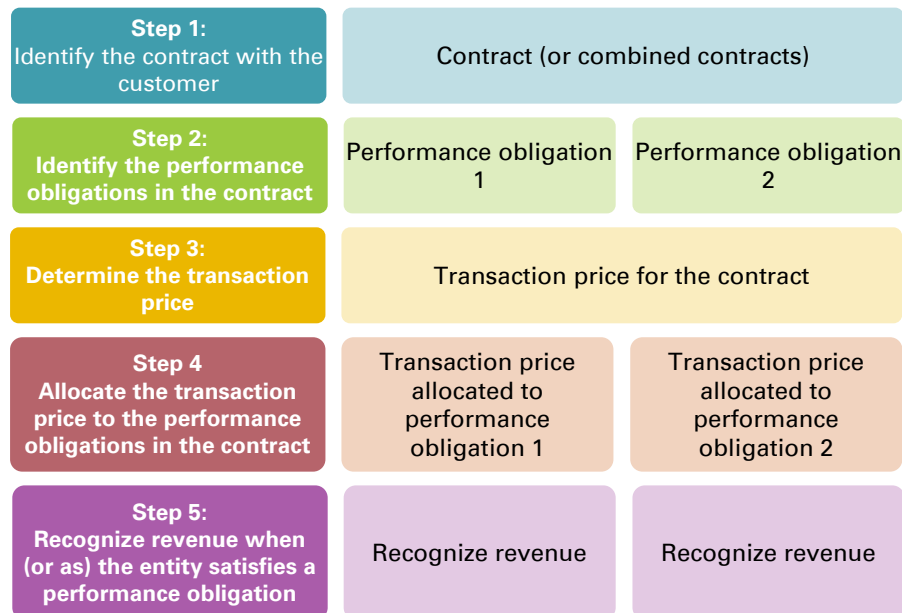 Step 1:
Identify the contract with the
customer
Contract (or combined contracts)
Step 2:
Identify the performance
obligations in the contract
Performance obligation
1
Performance obligation
2
Step 3:
Determine the transaction
price
Transaction price for the contract
Step 4
Allocate the transaction
price to the performance
obligations in the contract
Transaction price
allocated to
performance
obligation 1
Transaction price
allocated to
performance
obligation 2
Step 5:
Recognize revenue when
(or as) the entity satisfies a
performance obligation
Recognize revenue
Recognize revenue